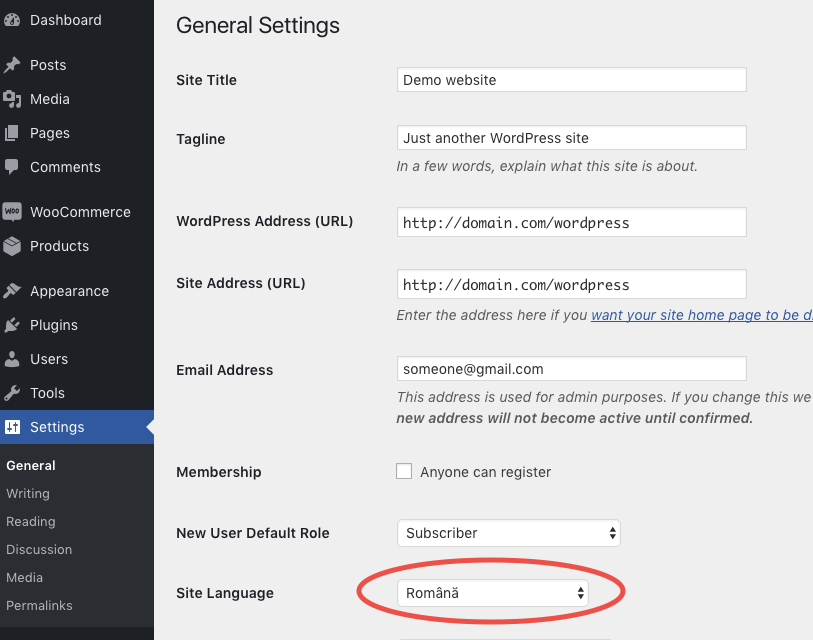 Dashboard
Posts
Media
Pages
Comments
WOO
WooCommerce
Products
Appearance
Plugins
Users
Tools
Settings
General
Writing
Reading
Discussion
Media
Permalinks
General Settings
Site Title
Demo website
Tagline
Just another WordPress site
In a few words, explain what this site is about.
WordPress Address (URL)
http://domain.com/wordpress
Site Address (URL)
http://domain.com/wordpress
Enter the address here if you want your site home page to be
Email Address
someone@gmail.com
This address is used for admin purposes. If you change this we
new address will not become active until confirmed.
Membership
Anyone can register
New User Default Role
Subscriber
Site Language
Română